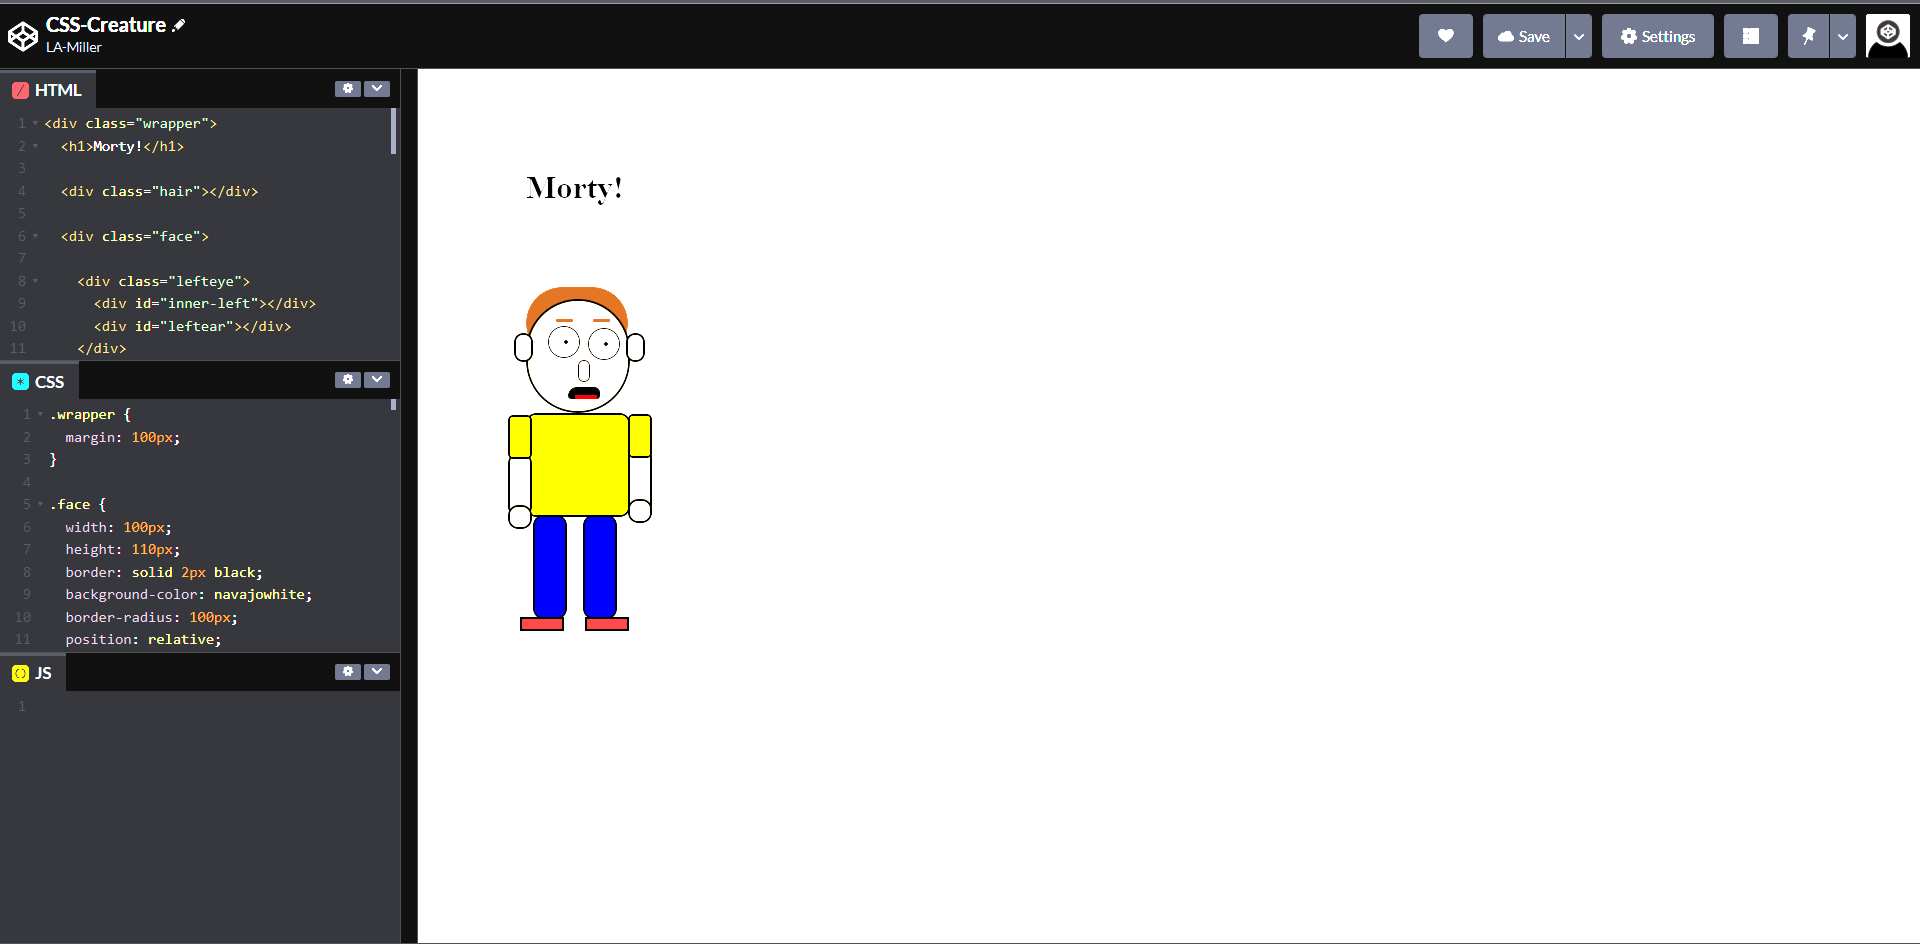 CSS-Creature
LA-Miller
Save
Settings
HTML
1 <div class="wrapper">
2 <h1>Morty!</h1>
3
4 <div class="hair"></div>
5
6 <div class="face">
7
8 <div class="lefteye">
9 <div id="inner-left"></div>
10 <div id="leftear"></div>
11 </div>
CSS
1 .wrapper {
2 margin: 100px;
3 }
4
5 .face {
6 width: 100px;
7 height: 110px;
8 border: solid 2px black;
9 background-color: navajowhite;
10 border-radius: 100px;
11 position: relative;
JS
1
Morty!